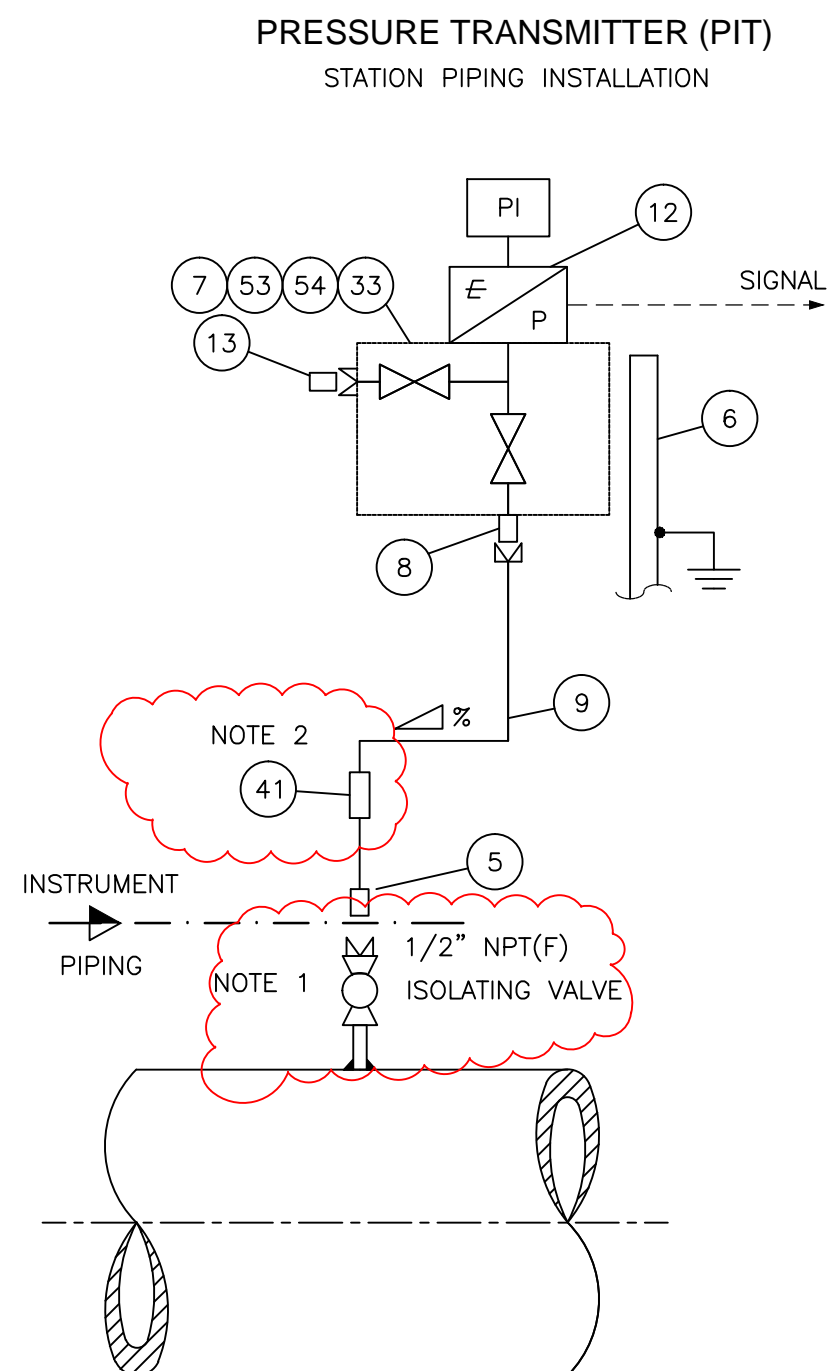 PRESSURE TRANSMITTER (PIT)
STATION PIPING INSTALLATION
PI
12
7 53 54 33
E
P
SIGNAL
13
6
8
9
%
NOTE 2
41
5
INSTRUMENT
PIPING
1/2" NPT(F)
NOTE 1
ISOLATING VALVE